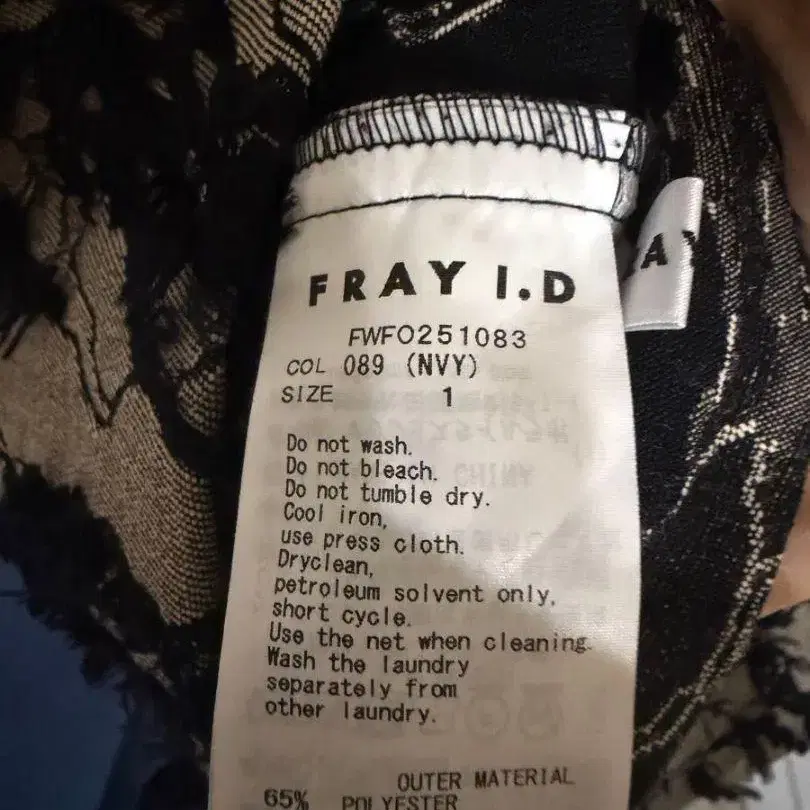 FRAY I.D
FWFO251083
COL 089 (NVY)
SIZE 1
Do not wash.
Do not bleach.
Do not tumble dry.
Cool iron,
use press cloth.
Dryclean,
petroleum solvent only,
short cycle.
Use the net when cleaning.
Wash the laundry
separately from
other laundry.
OUTER MATERIAL
65% POLYESTER